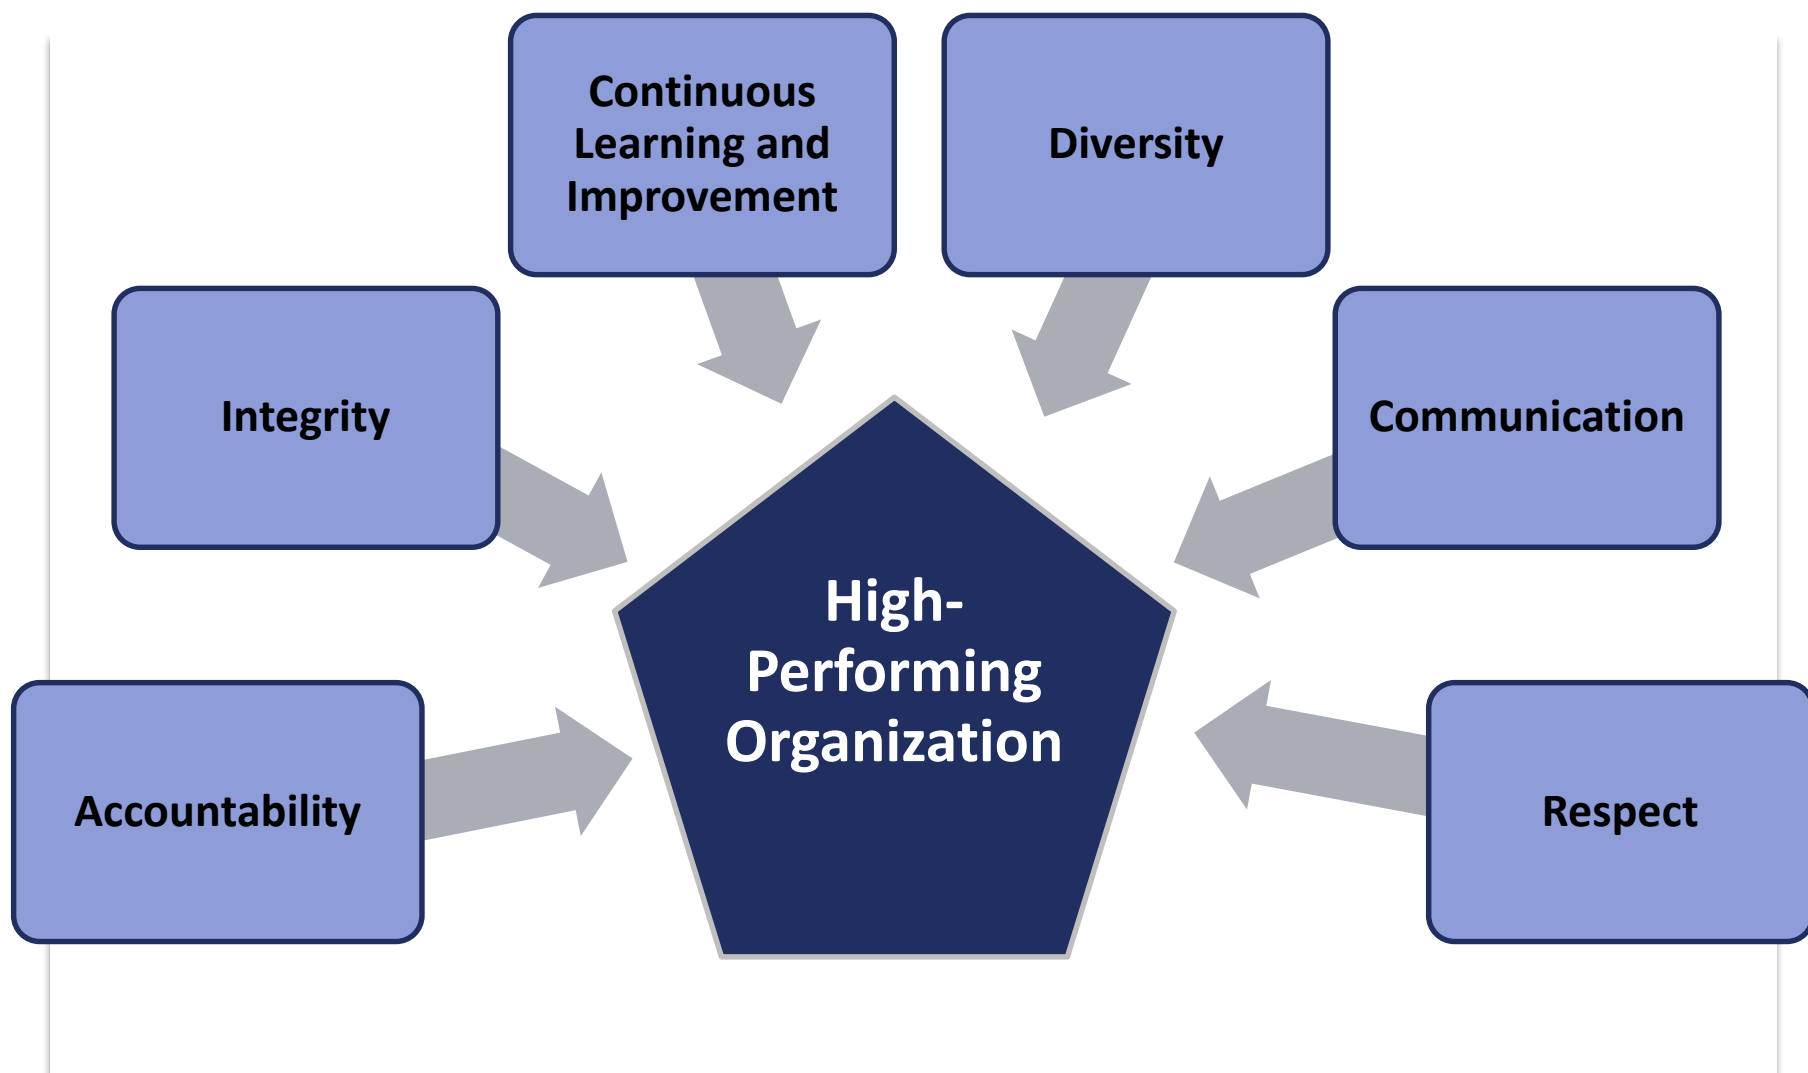 Continuous
Learning and
Improvement
Diversity
Integrity
Communication
High-
Performing
Organization
Accountability
Respect